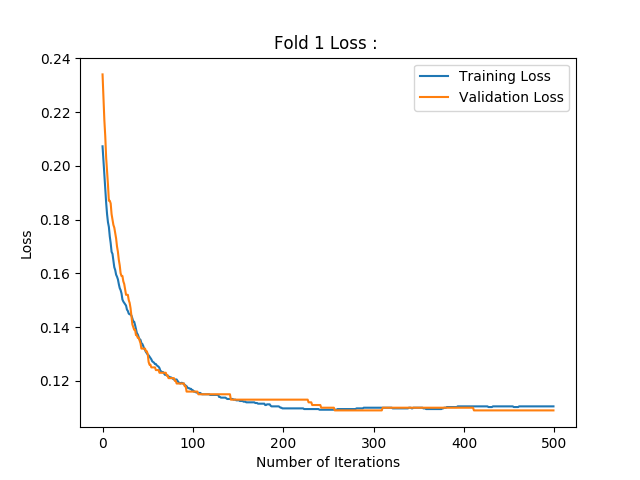 Fold 1 Loss :
Training Loss
Validation Loss
0.24
0.22
0.20
0.18
0.16
0.14
0.12
Loss
0
100
200
300
400
500
Number of Iterations